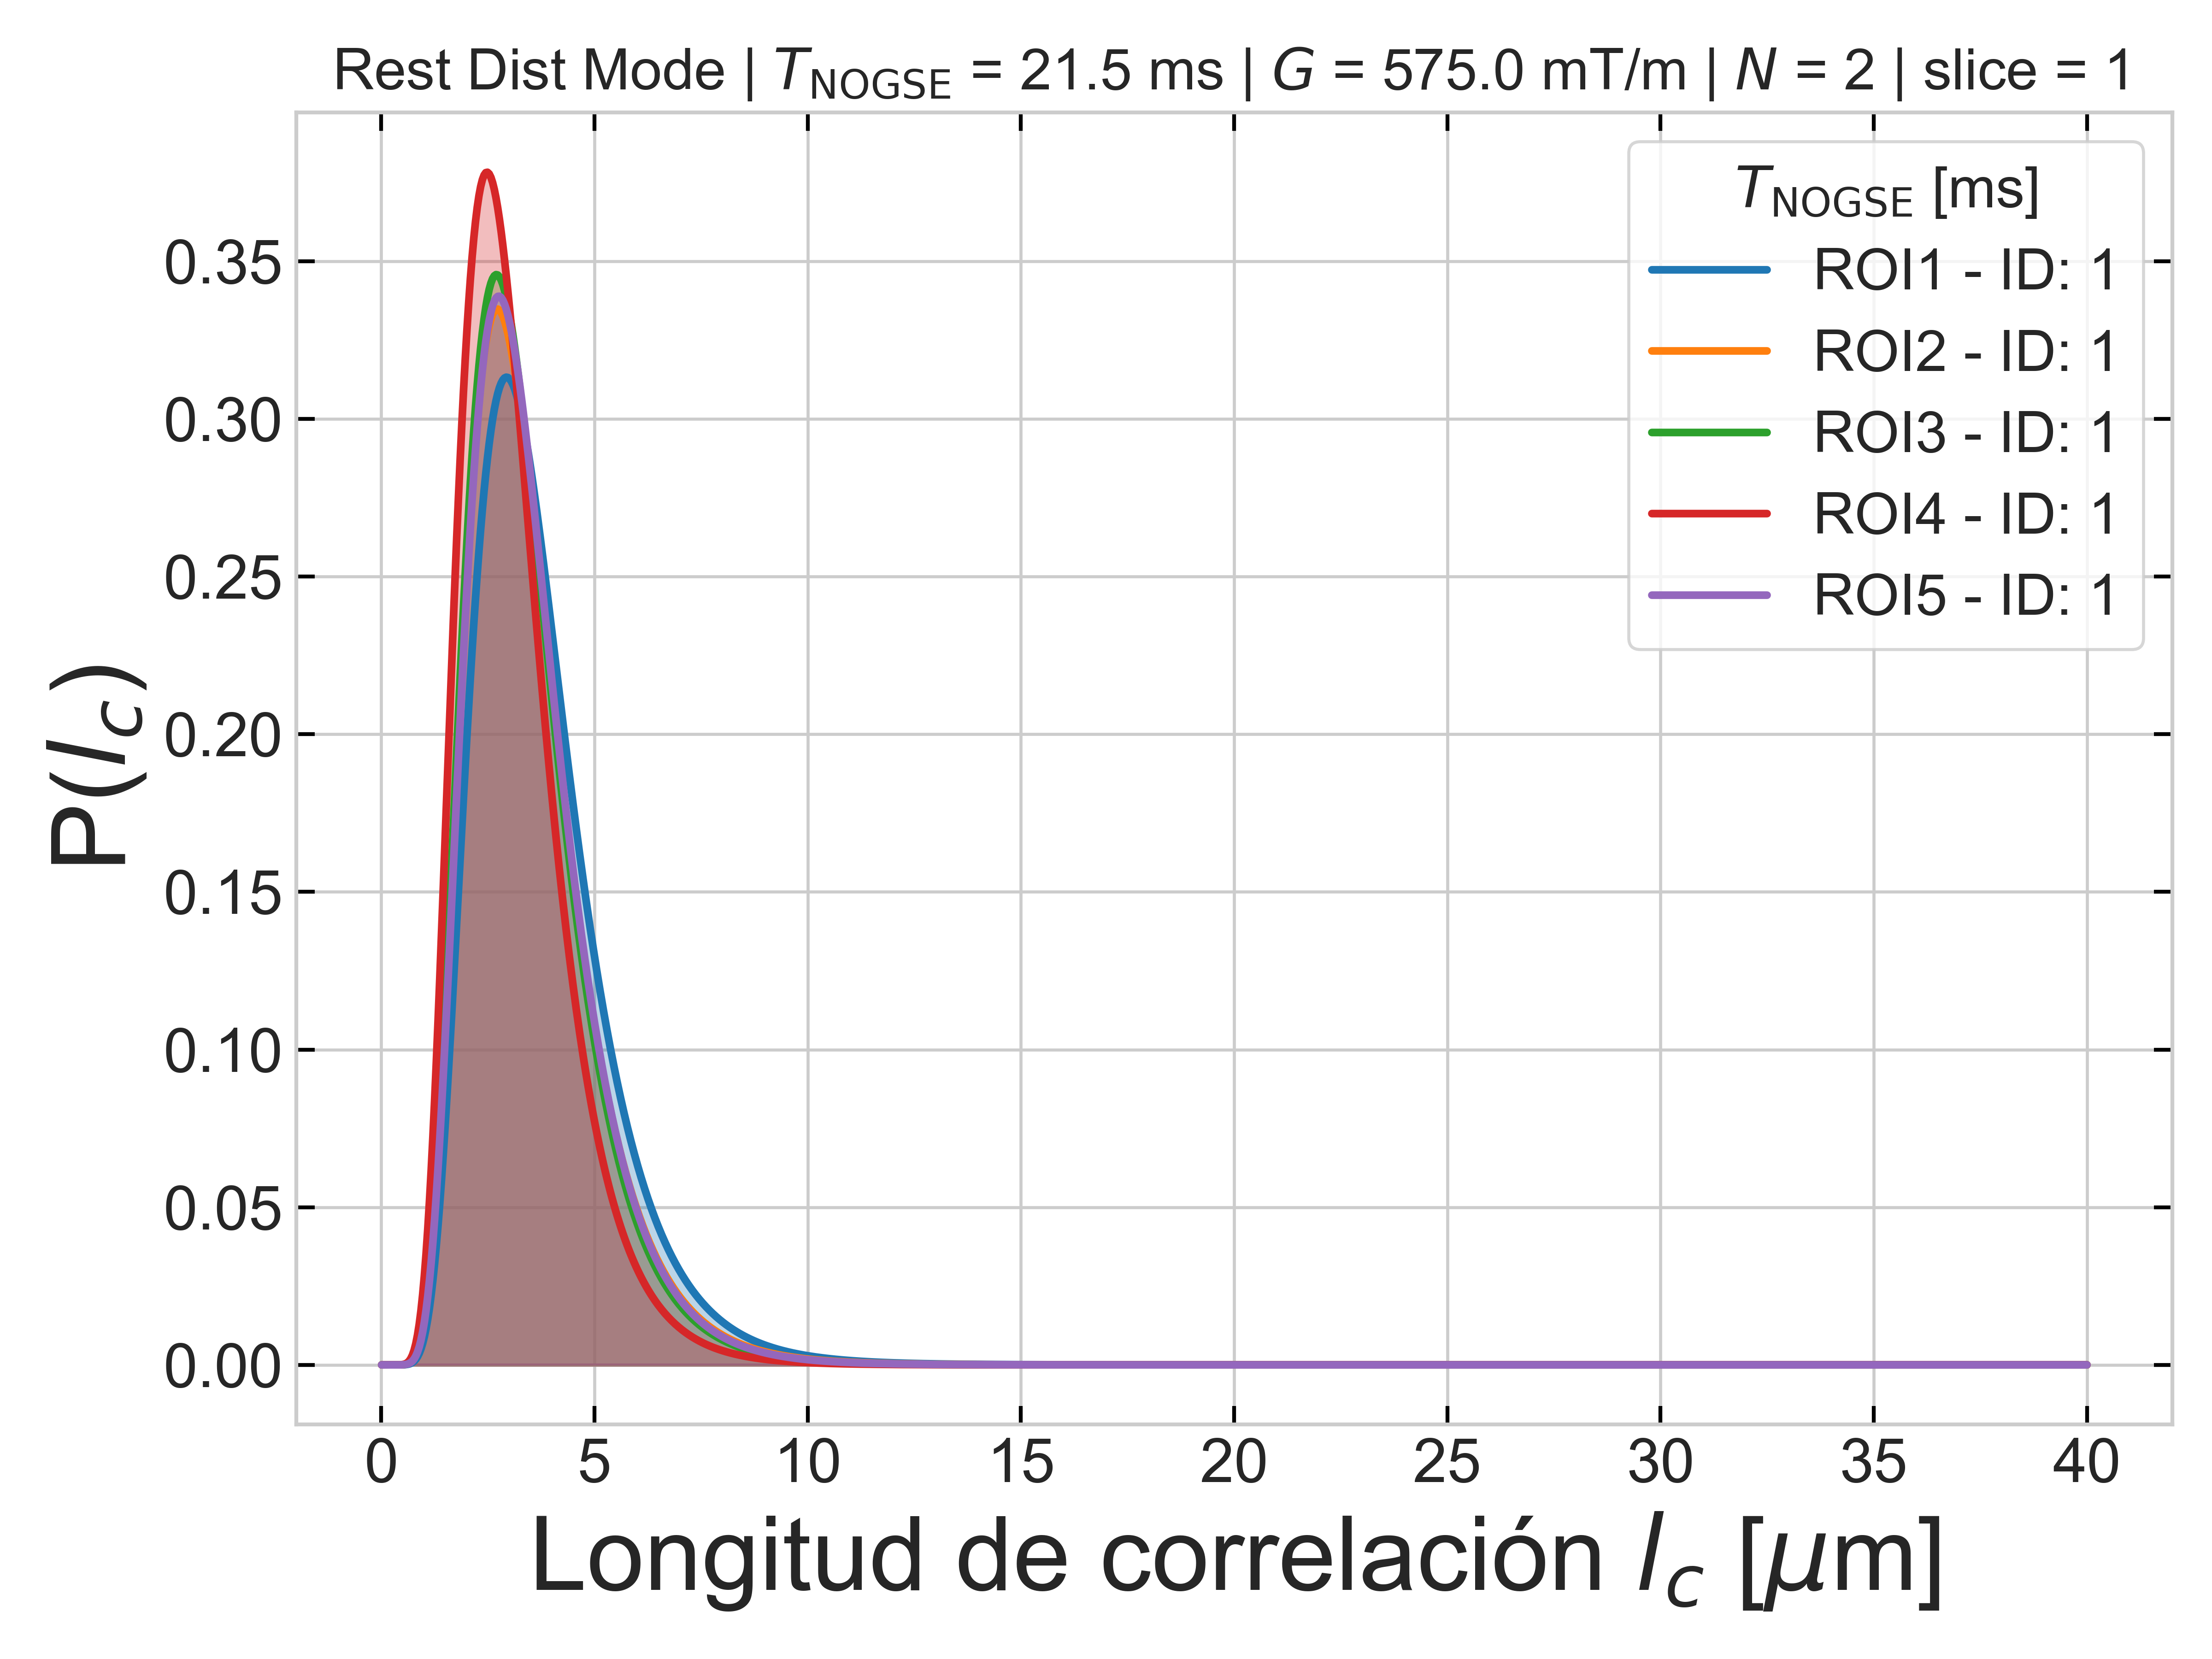 Rest Dist Mode | T_NOGSE = 21.5 ms | G = 575.0 mT/m | N = 2 | slice = 1
T_NOGSE [ms]
ROI1 - ID: 1
ROI2 - ID: 1
ROI3 - ID: 1
ROI4 - ID: 1
ROI5 - ID: 1
P(l_c)
0.35
0.30
0.25
0.20
0.15
0.10
0.05
0.00
0 5 10 15 20 25 30 35 40
Longitud de correlación l_c [μm]